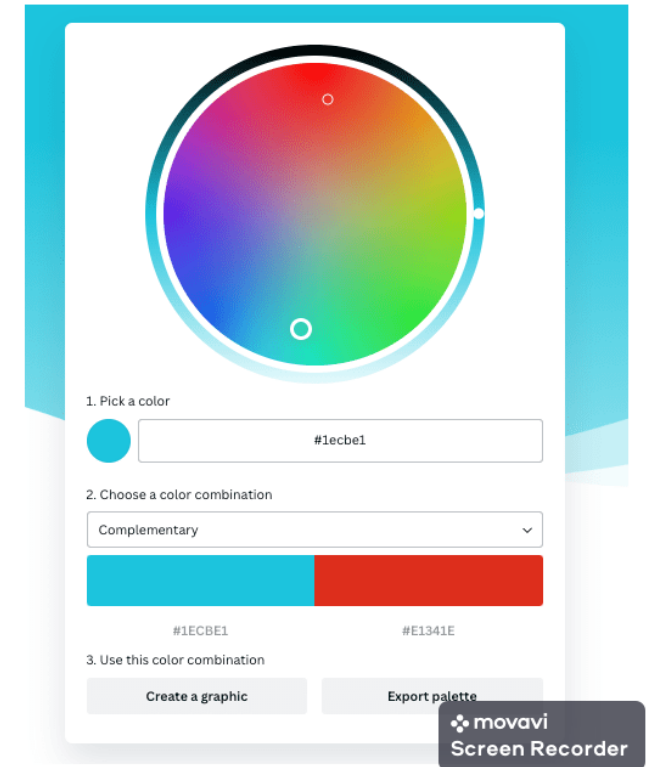 1. Pick a color
#1ecbe1
2. Choose a color combination
Complementary
#1ECBE1 #E1341E
3. Use this color combination
Create a graphic Export palette
movavi
Screen Recorder